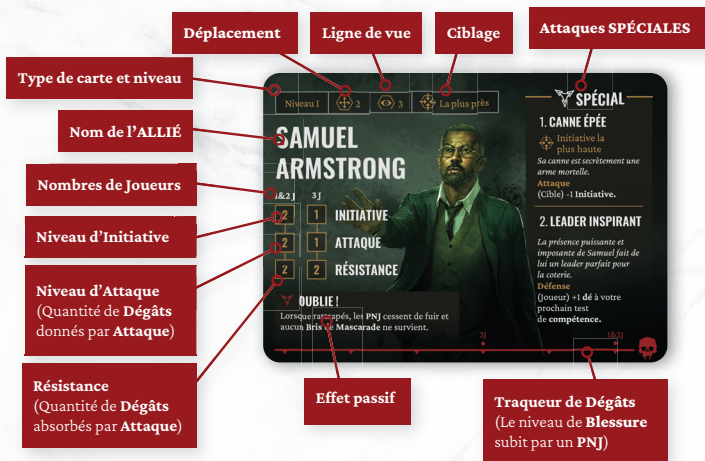 Déplacement
Ligne de vue
Ciblage
Attaques SPÉCIALES
Type de carte et niveau
Nom de l'ALLIÉ
Nombres de Joueurs
Niveau d'Initiative
Niveau d'Attaque
(Quantité de Dégâts
donnés par Attaque)
Résistance
(Quantité de Dégâts
absorbés par Attaque)
Niveau I
2
3
La plus près
SAMUEL
ARMSTRONG
1&2 J 3 J
2 1 INITIATIVE
2 1 ATTAQUE
2 2 RÉSISTANCE
OUBLIE !
Lorsque rattrapés, les PNJ cessent de fuir et
aucun Bris de Mascarade ne survient.
SPÉCIAL
1. CANNE ÉPÉE
Initiative la
plus haute
Sa canne est secrètement une
arme mortelle.
Attaque
(Cible) -1 Initiative.
2. LEADER INSPIRANT
La présence puissante et
imposante de Samuel fait de
lui un leader parfait pour
la coterie.
Défense
(Joueur) +1 dé à votre
prochain test
de compétence.
3J
1&2J
Effet passif
Traqueur de Dégâts
(Le niveau de Blessure
subit par un PNJ)